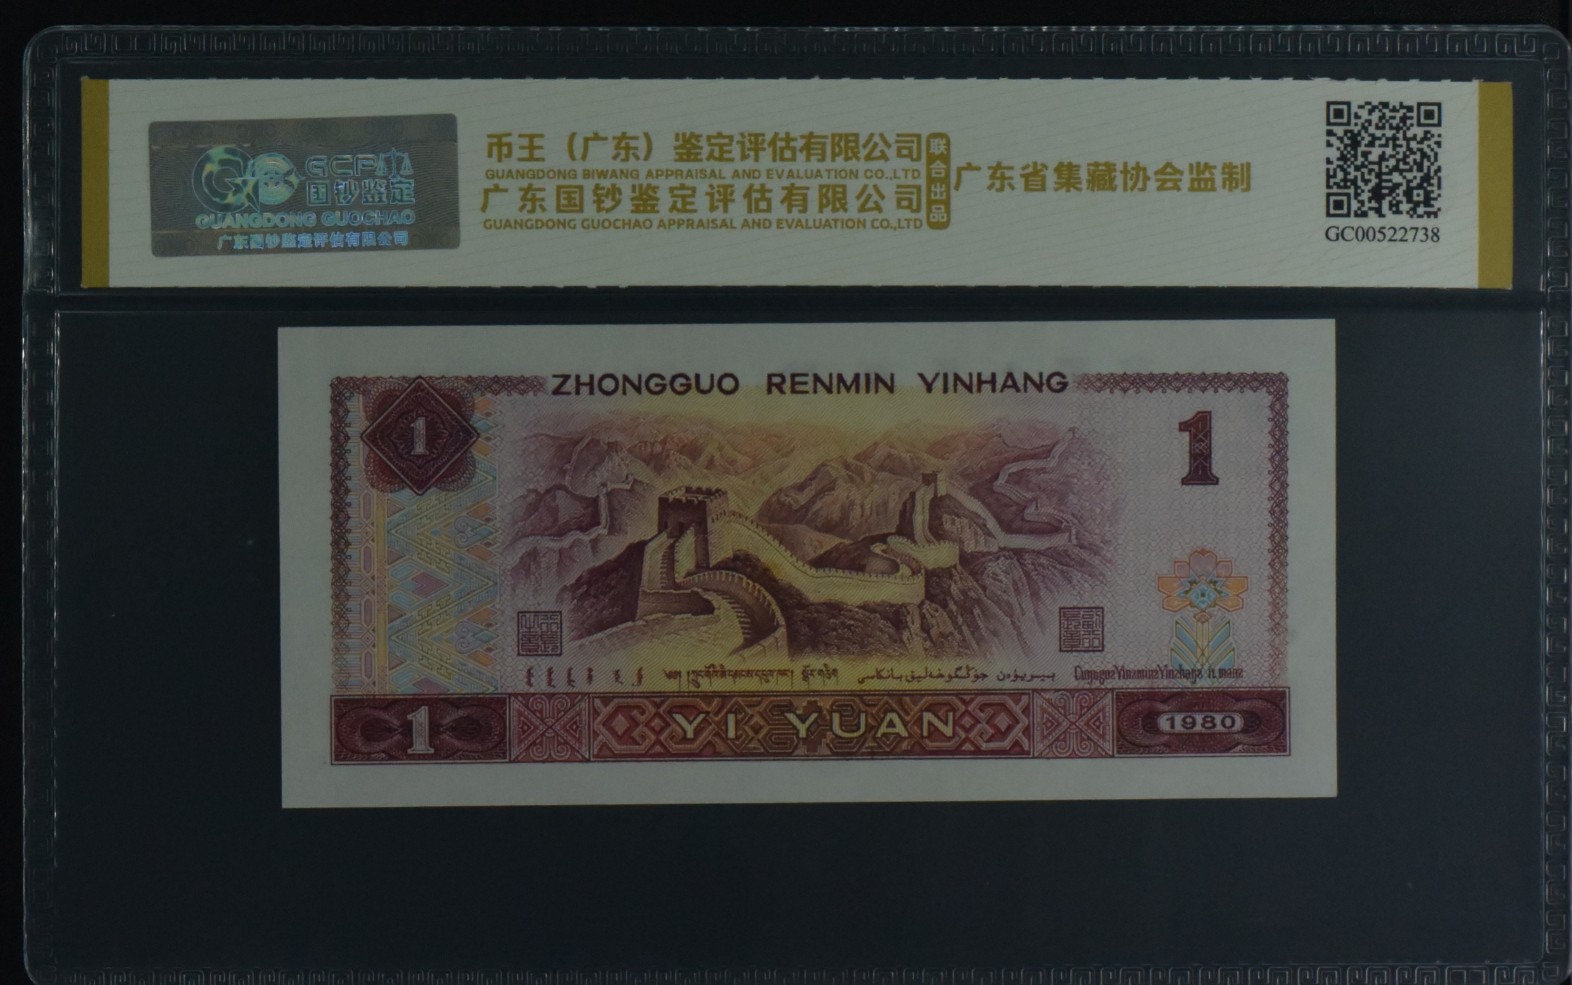 GCPA
国钞鉴定
GUANGDONG GUOCHAO
广东国钞鉴定评估有限公司
币王（广东）鉴定评估有限公司
GUANGDONG BIWANG APPRAISAL AND EVALUATION CO.,LTD
广东国钞鉴定评估有限公司
GUANGDONG GUOCHAO APPRAISAL AND EVALUATION CO.,LTD
联合出品
广东省集藏协会监制
GC00522738
ZHONGGUO RENMIN YINHANG
1
1
بىريۈەن جۇڭگوخەلىق بانكاسى
1
YI YUAN
1980